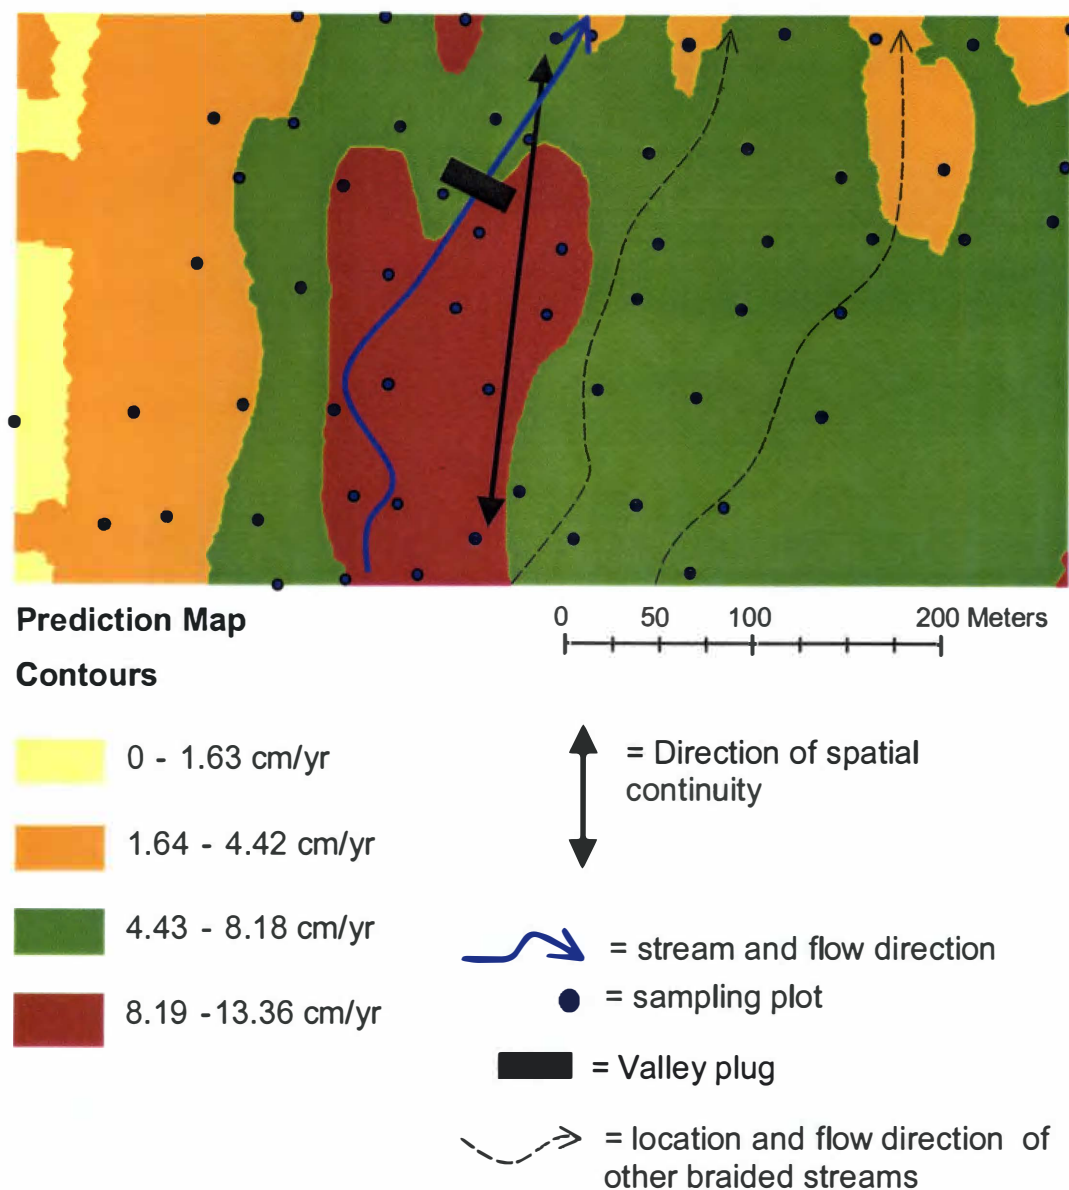 Prediction Map
Contours
0 50 100 200 Meters
0 - 1.63 cm/yr
1.64 - 4.42 cm/yr
4.43 - 8.18 cm/yr
8.19 -13.36 cm/yr
= Direction of spatial
continuity
= stream and flow direction
= sampling plot
= Valley plug
= location and flow direction of
other braided streams